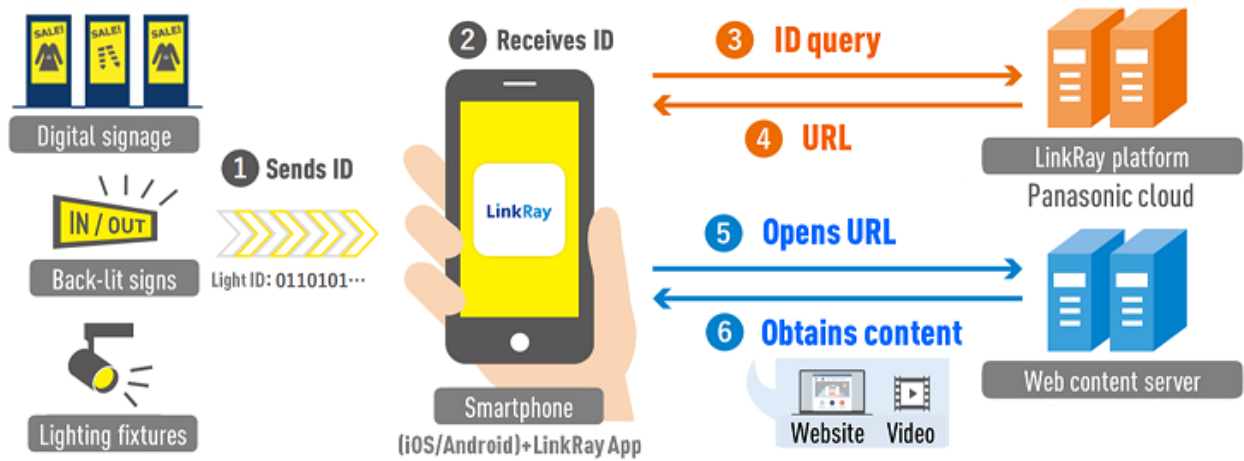 SALE!
SALE!
SALE!
Digital signage
IN / OUT
Back-lit signs
Lighting fixtures
1 Sends ID
Light ID: 0110101…
2 Receives ID
LinkRay
Smartphone
(iOS/Android)+LinkRay App
3 ID query
4 URL
LinkRay platform
Panasonic cloud
5 Opens URL
6 Obtains content
Website Video
Web content server